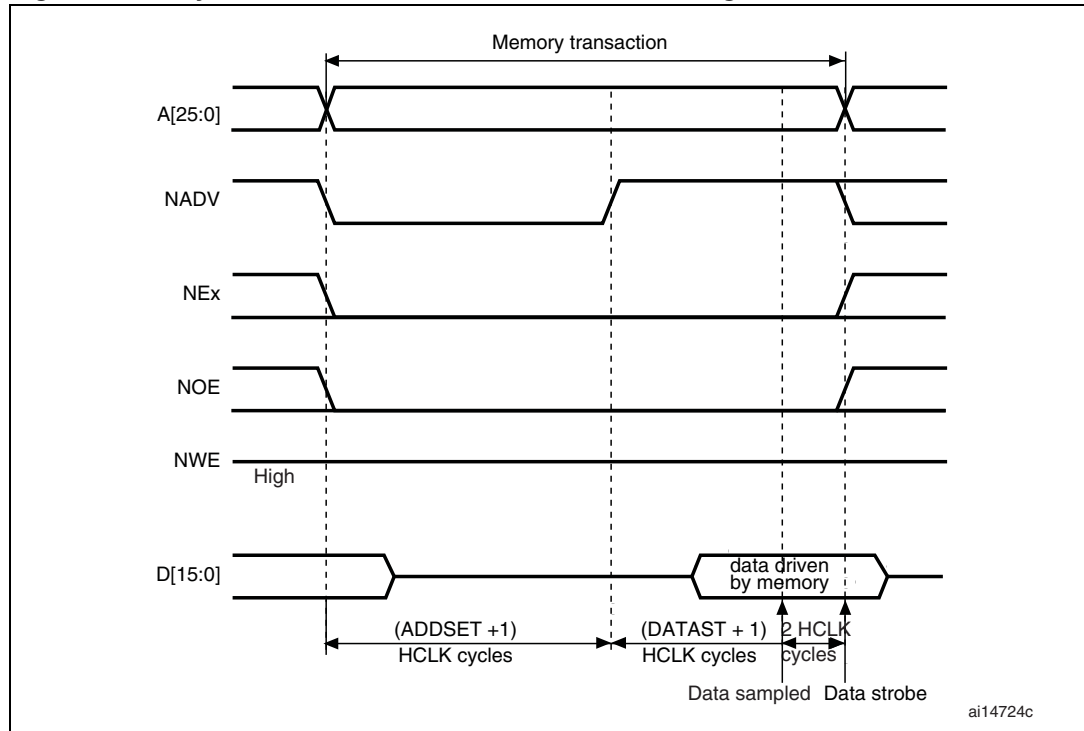 Memory transaction
A[25:0]
NADV
NEx
NOE
NWE
High
D[15:0]
data driven
by memory
(ADDSET +1)
HCLK cycles
(DATAST + 1)
HCLK cycles
2 HCLK
cycles
Data sampled
Data strobe
ai14724c